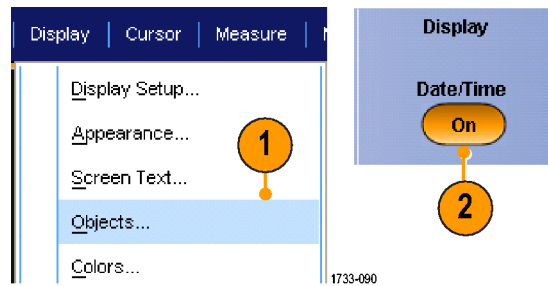 Display Cursor Measure
Display Setup...
Appearance...
Screen Text...
Objects...
Colors...
1
1733-090
Display
Date/Time
On
2